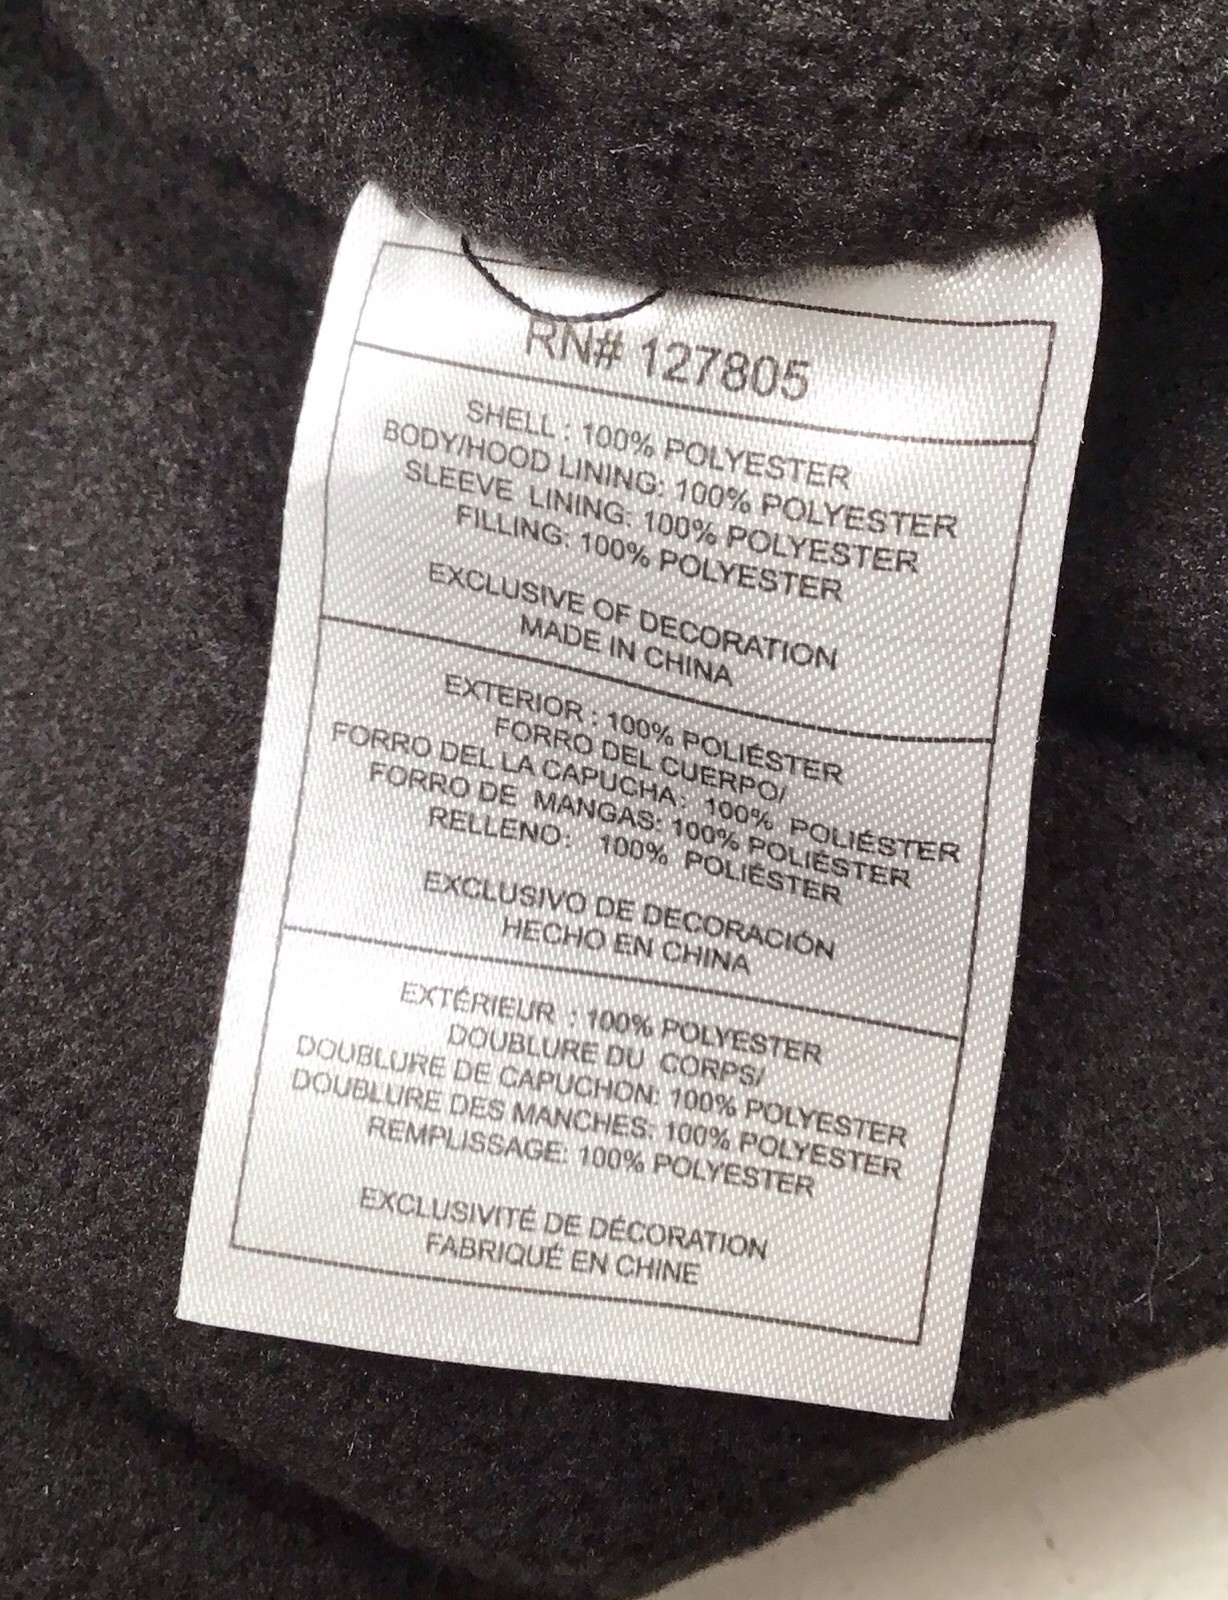 RN# 127805
SHELL : 100% POLYESTER
BODY/HOOD LINING: 100% POLYESTER
SLEEVE LINING: 100% POLYESTER
FILLING: 100% POLYESTER
EXCLUSIVE OF DECORATION
MADE IN CHINA
EXTERIOR : 100% POLIÉSTER
FORRO DEL CUERPO/
FORRO DEL LA CAPUCHA: 100% POLIÉSTER
FORRO DE MANGAS: 100% POLIÉSTER
RELLENO: 100% POLIÉSTER
EXCLUSIVO DE DECORACIÓN
HECHO EN CHINA
EXTÉRIEUR : 100% POLYESTER
DOUBLURE DU CORPS/
DOUBLURE DE CAPUCHON: 100% POLYESTER
DOUBLURE DES MANCHES: 100% POLYESTER
REMPLISSAGE: 100% POLYESTER
EXCLUSIVITÉ DE DÉCORATION
FABRIQUÉ EN CHINE